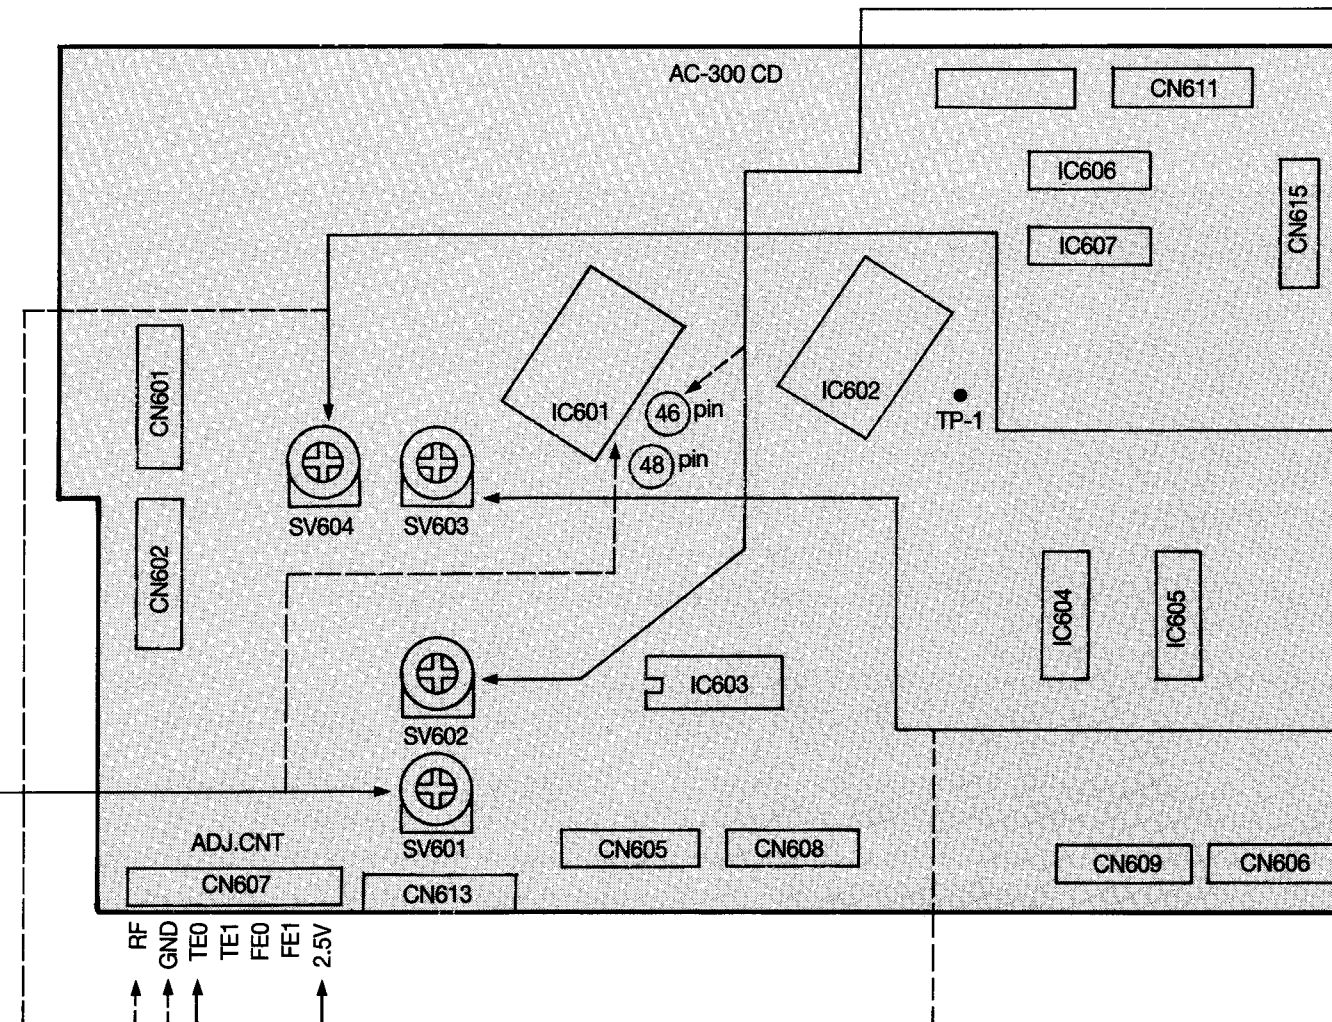 AC-300 CD
CN611
IC606
CN615
IC607
CN601
IC601
46 pin
IC602
TP-1
48 pin
SV604
SV603
CN602
IC604
IC605
IC603
SV602
ADJ.CNT
SV601
CN605
CN608
CN609
CN606
CN607
CN613
RF
GND
TE0
TE1
FE0
FE1
2.5V